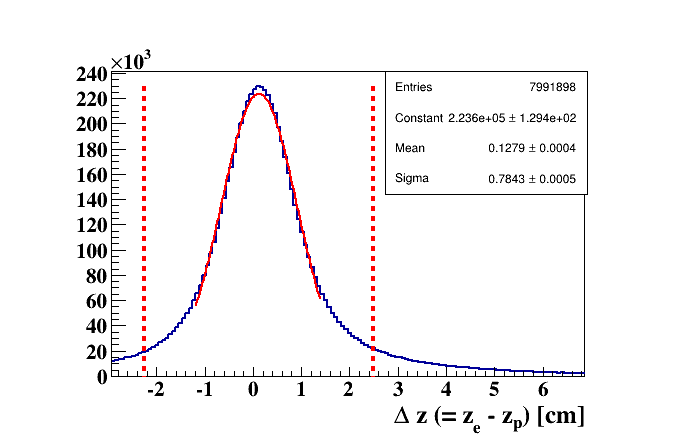 ×10³
240
220
200
180
160
140
120
100
80
60
40
20
0
Entries 7991898
Constant 2.236e+05 ± 1.294e+02
Mean 0.1279 ± 0.0004
Sigma 0.7843 ± 0.0005
-2 -1 0 1 2 3 4 5 6
Δ z (= zₑ - zₚ) [cm]